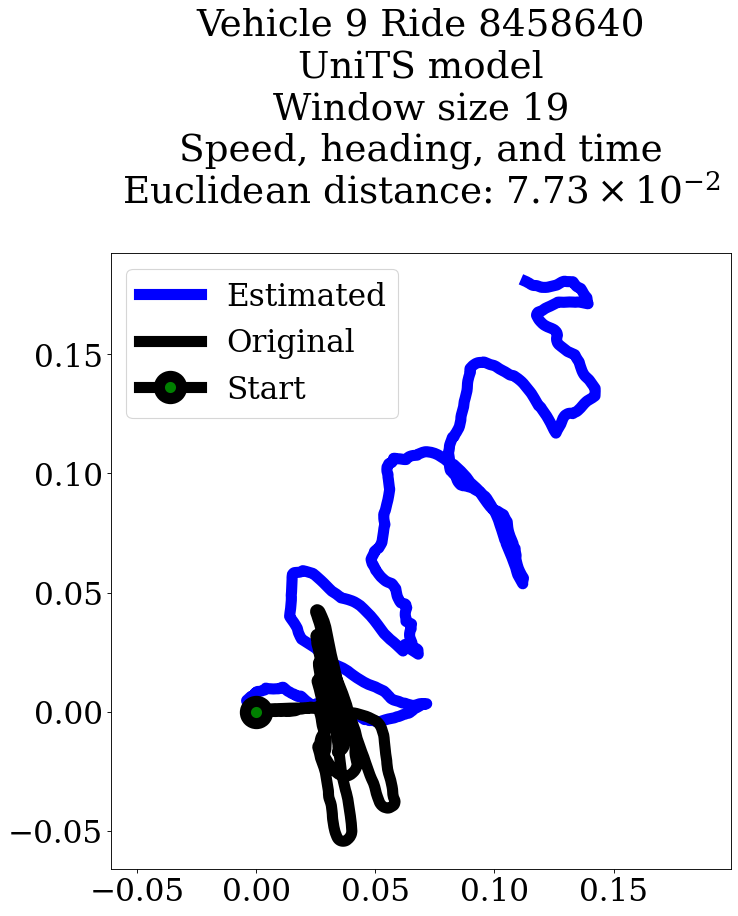 Vehicle 9 Ride 8458640
UniTS model
Window size 19
Speed, heading, and time
Euclidean distance: 7.73 × 10⁻²
Estimated
Original
Start
0.15
0.10
0.05
0.00
−0.05
−0.05 0.00 0.05 0.10 0.15